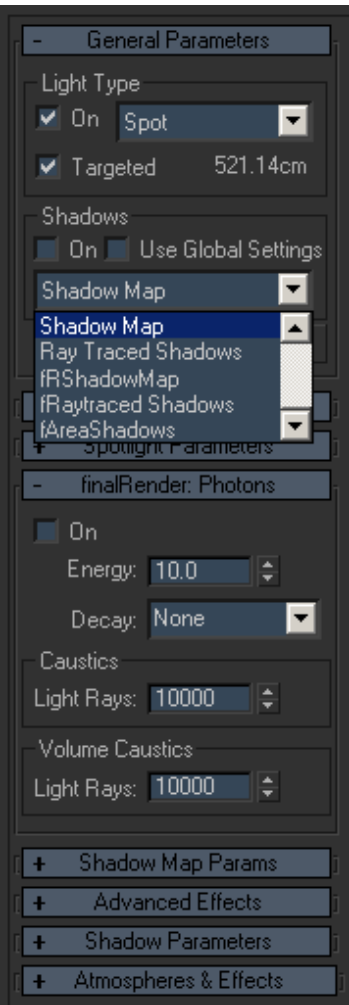 - General Parameters
Light Type
On Spot
Targeted 521.14cm
Shadows
On Use Global Settings
Shadow Map
Shadow Map
Ray Traced Shadows
fRShadowMap
fRaytraced Shadows
fAreaShadows
+ Spotlight Parameters
- finalRender: Photons
On
Energy: 10.0
Decay: None
Caustics
Light Rays: 10000
Volume Caustics
Light Rays: 10000
+ Shadow Map Params
+ Advanced Effects
+ Shadow Parameters
+ Atmospheres & Effects